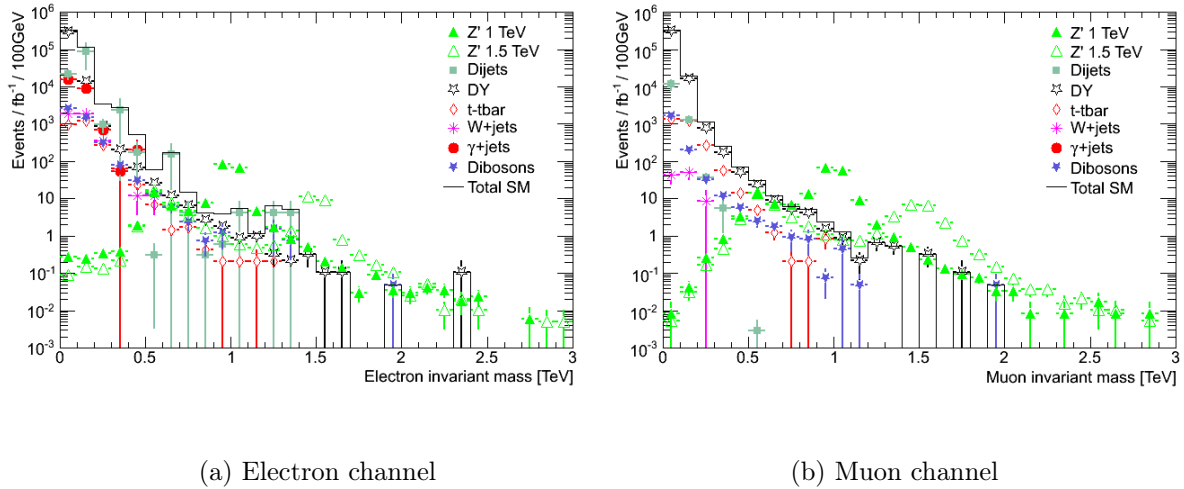 Events / fb⁻¹ / 100GeV
10⁶
10⁵
10⁴
10³
10²
10
1
10⁻¹
10⁻²
10⁻³
Z' 1 TeV
Z' 1.5 TeV
Dijets
DY
t-tbar
W+jets
γ+jets
Dibosons
Total SM
0 0.5 1 1.5 2 2.5 3
Electron invariant mass [TeV]
(a) Electron channel
Events / fb⁻¹ / 100GeV
10⁶
10⁵
10⁴
10³
10²
10
1
10⁻¹
10⁻²
10⁻³
Z' 1 TeV
Z' 1.5 TeV
Dijets
DY
t-tbar
W+jets
γ+jets
Dibosons
Total SM
0 0.5 1 1.5 2 2.5 3
Muon invariant mass [TeV]
(b) Muon channel